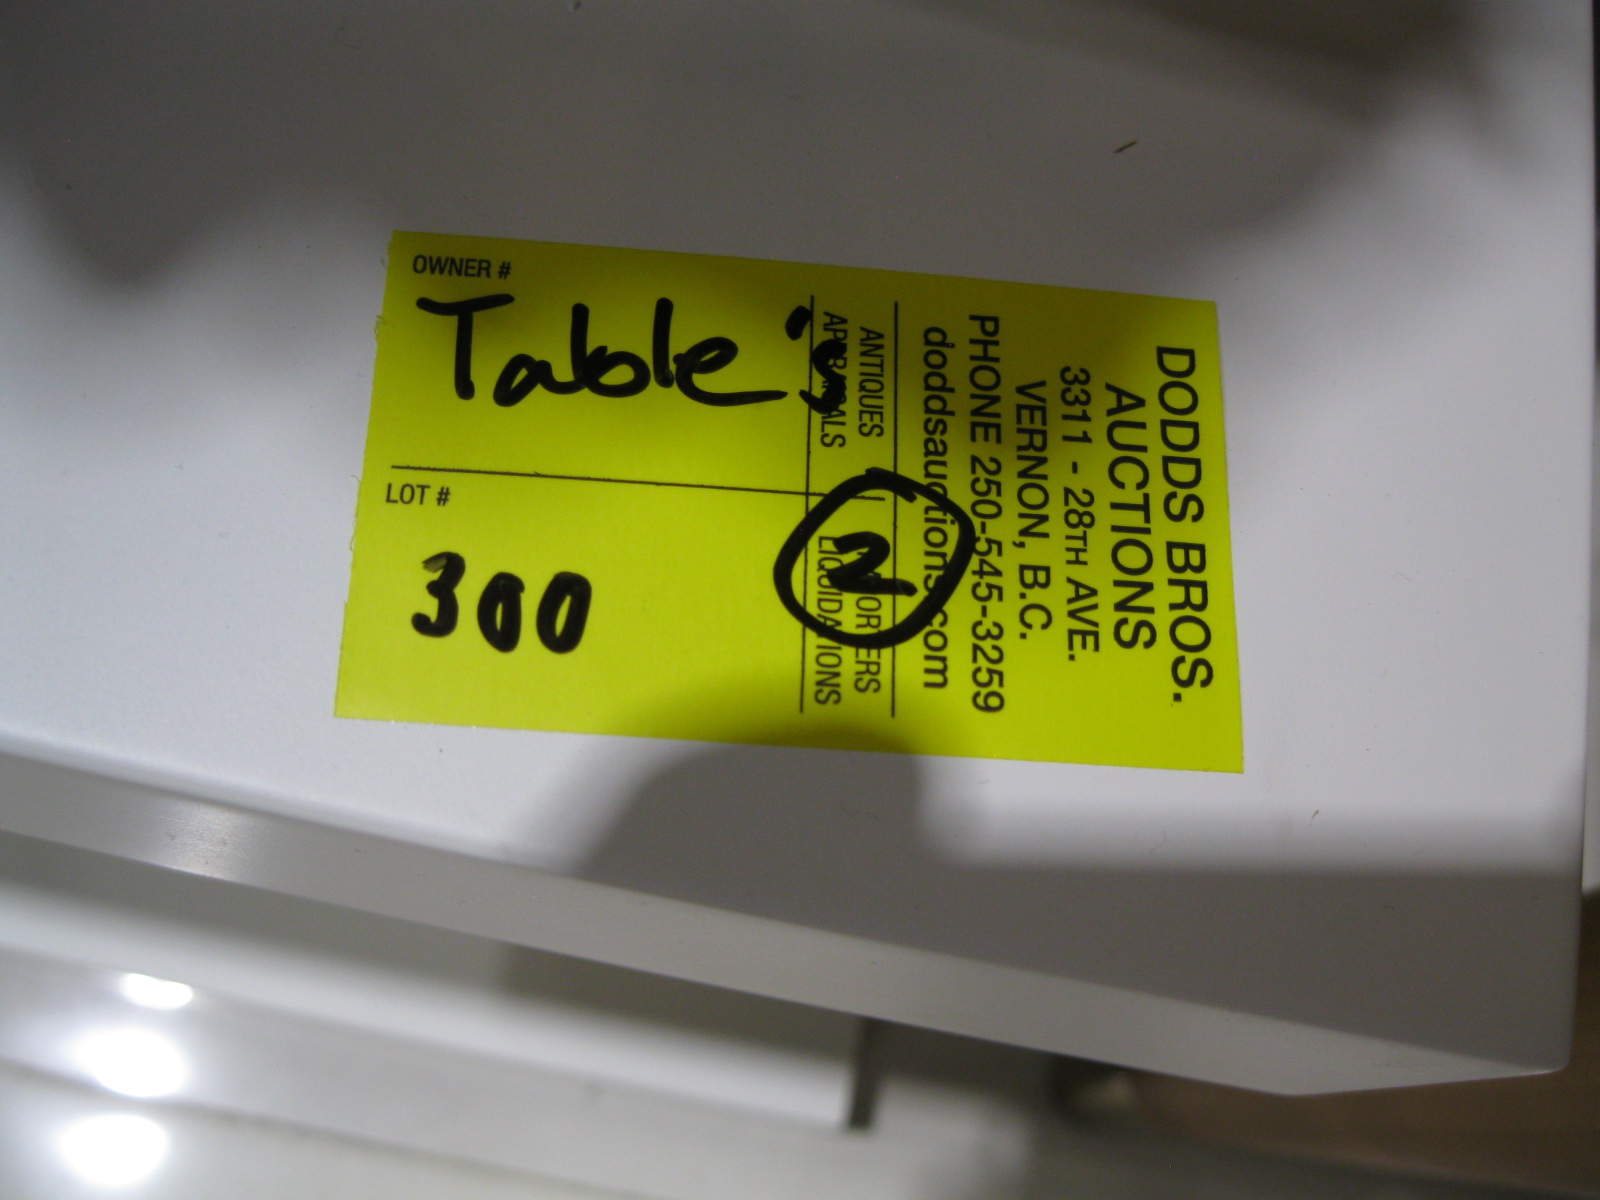 OWNER #
Table's
LOT #
300
2
DODDS BROS.
AUCTIONS
3311 - 28TH AVE.
VERNON, B.C.
PHONE 250-545-3259
doddsauctions.com
ANTIQUES
APPRAISALS
LIQUIDATIONS